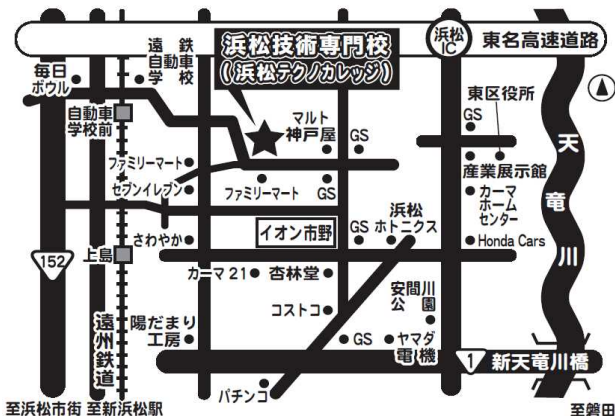 浜松技術専門校
(浜松テクノカレッジ)
浜松
IC
東名高速道路
遠鉄
自動車
学校
毎日
ボウル
自動車
学校前
マルト
神戸屋
GS
東区役所
GS
産業展示館
ファミリーマート
セブンイレブン
ファミリーマート
GS
カーマ
ホーム
センター
天竜川
さわやか
イオン市野
GS
浜松
ホトニクス
Honda Cars
上島
152
カーマ21
杏林堂
コストコ
安間川
公園
遠州鉄道
陽だまり
工房
GS
ヤマダ
電機
1
新天竜川橋
パチンコ
至浜松市街
至新浜松駅
至磐田